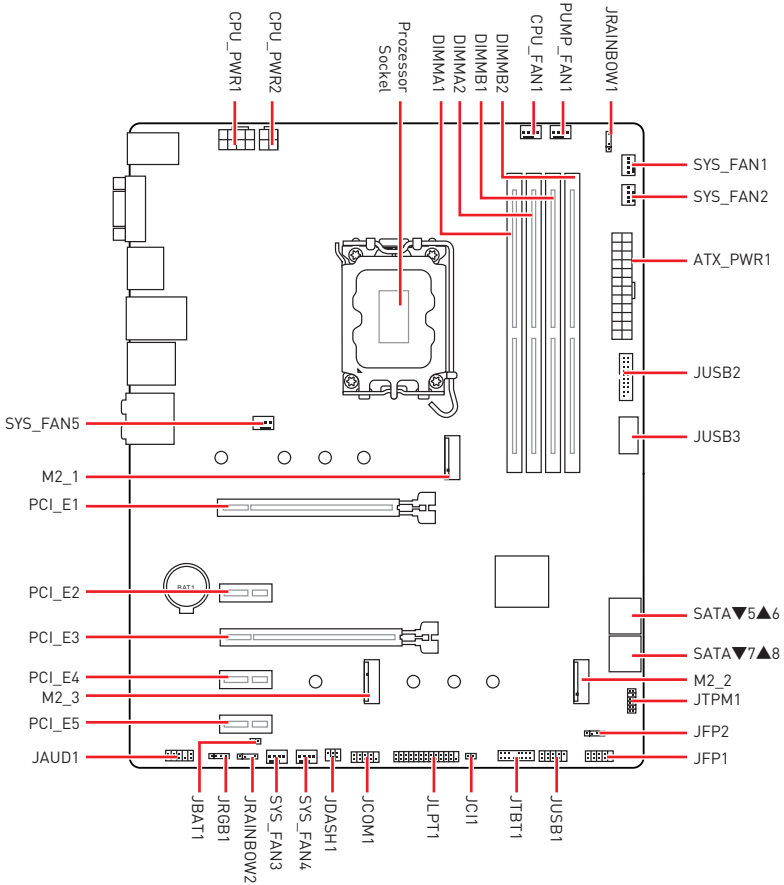 CPU_PWR1
CPU_PWR2
Prozessor
Sockel
DIMMA1
DIMMA2
DIMMB1
DIMMB2
CPU_FAN1
PUMP_FAN1
JRAINBOW1
SYS_FAN1
SYS_FAN2
ATX_PWR1
JUSB2
JUSB3
SYS_FAN5
M2_1
PCI_E1
BAT1
PCI_E2
PCI_E3
PCI_E4
M2_3
PCI_E5
JAUD1
SATA▼5▲6
SATA▼7▲8
M2_2
JTPM1
JFP2
JFP1
JBAT1
JRGB1
JRAINBOW2
SYS_FAN3
SYS_FAN4
JDASH1
JCOM1
JLPT1
JCI1
JTBT1
JUSB1